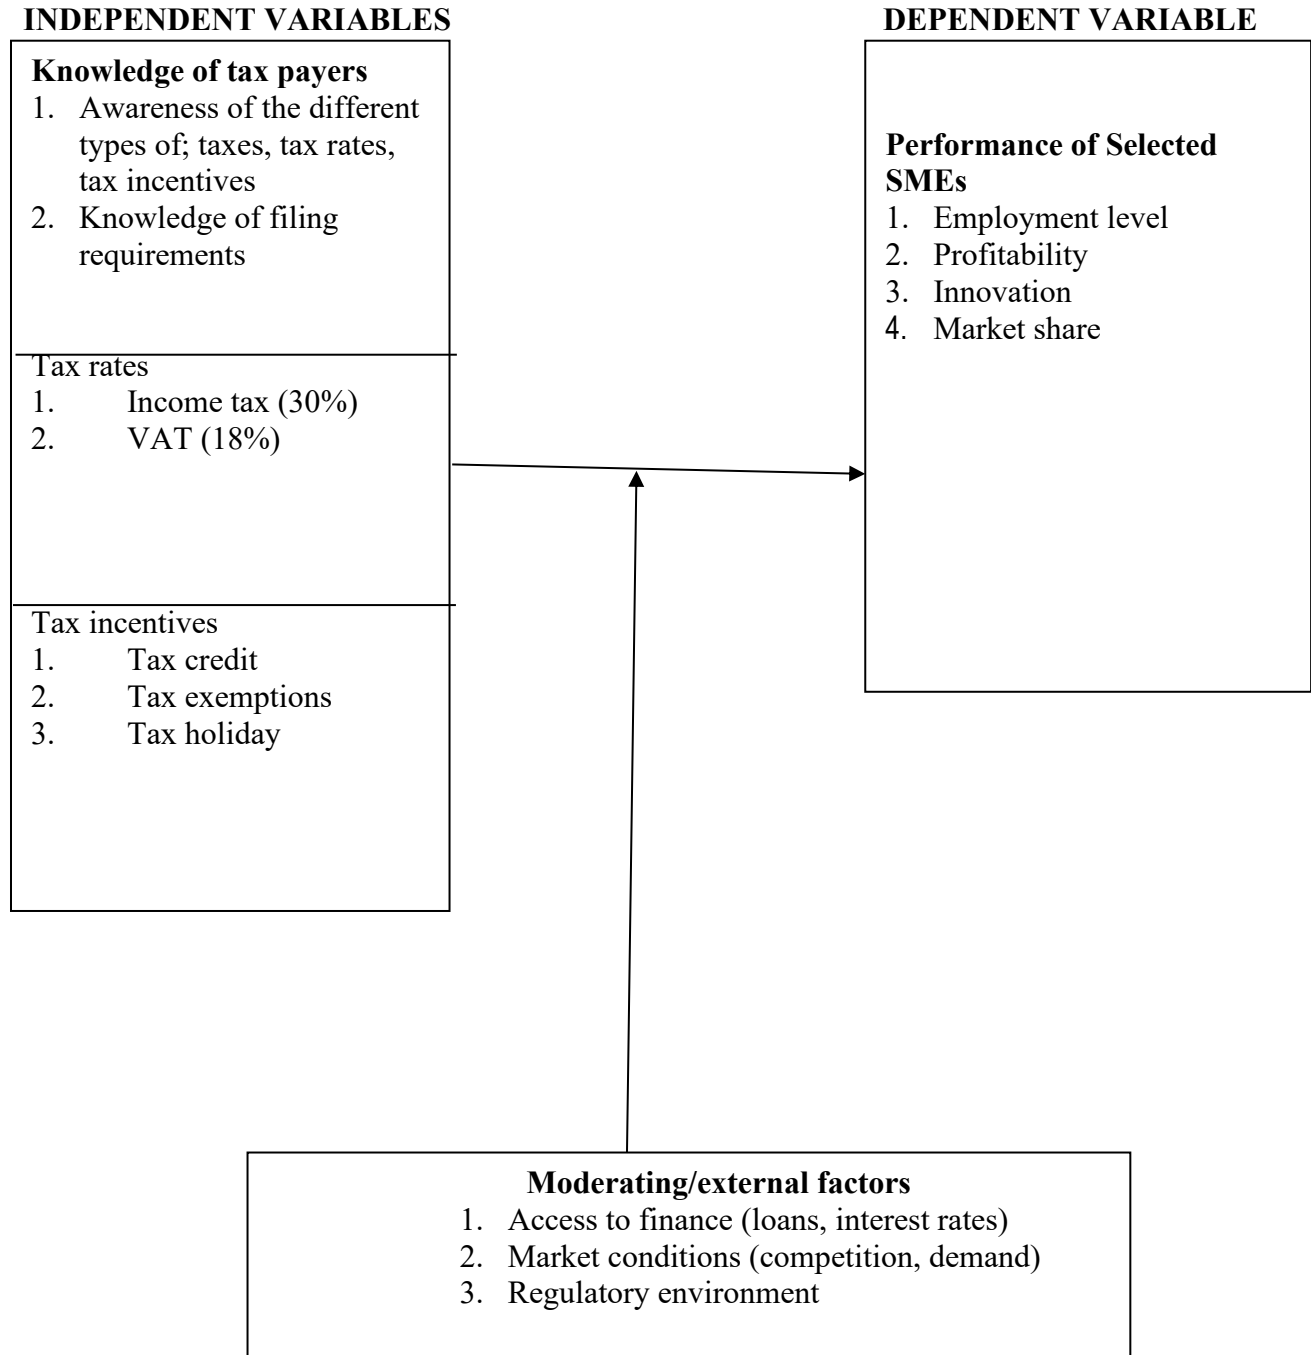 INDEPENDENT VARIABLES
Knowledge of tax payers
1. Awareness of the different
types of; taxes, tax rates,
tax incentives
2. Knowledge of filing
requirements
Tax rates
1. Income tax (30%)
2. VAT (18%)
Tax incentives
1. Tax credit
2. Tax exemptions
3. Tax holiday
DEPENDENT VARIABLE
Performance of Selected
SMEs
1. Employment level
2. Profitability
3. Innovation
4. Market share
Moderating/external factors
1. Access to finance (loans, interest rates)
2. Market conditions (competition, demand)
3. Regulatory environment